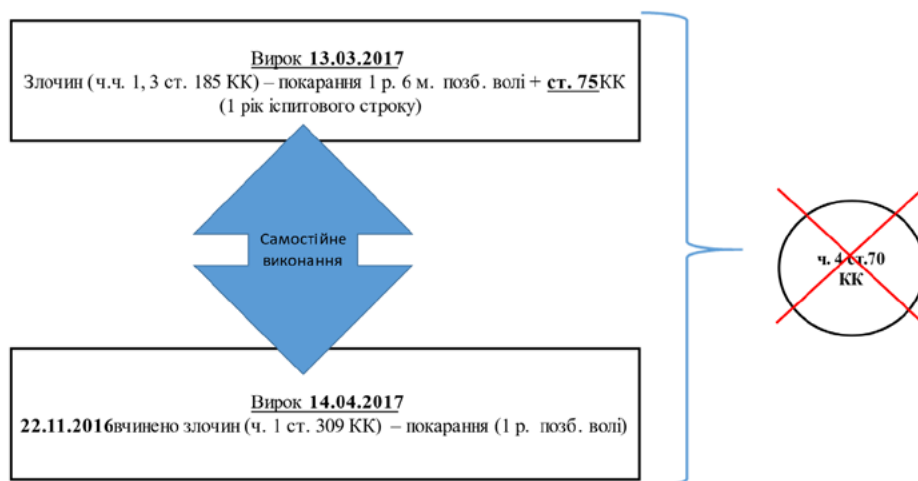 Вирок 13.03.2017
Злочин (ч.ч. 1, 3 ст. 185 КК) – покарання 1 р. 6 м. позб. волі + ст. 75КК
(1 рік іспитового строку)
Самостійне
виконання
ч. 4 ст.70
КК
Вирок 14.04.2017
22.11.2016вчинено злочин (ч. 1 ст. 309 КК) – покарання (1 р. позб. волі)